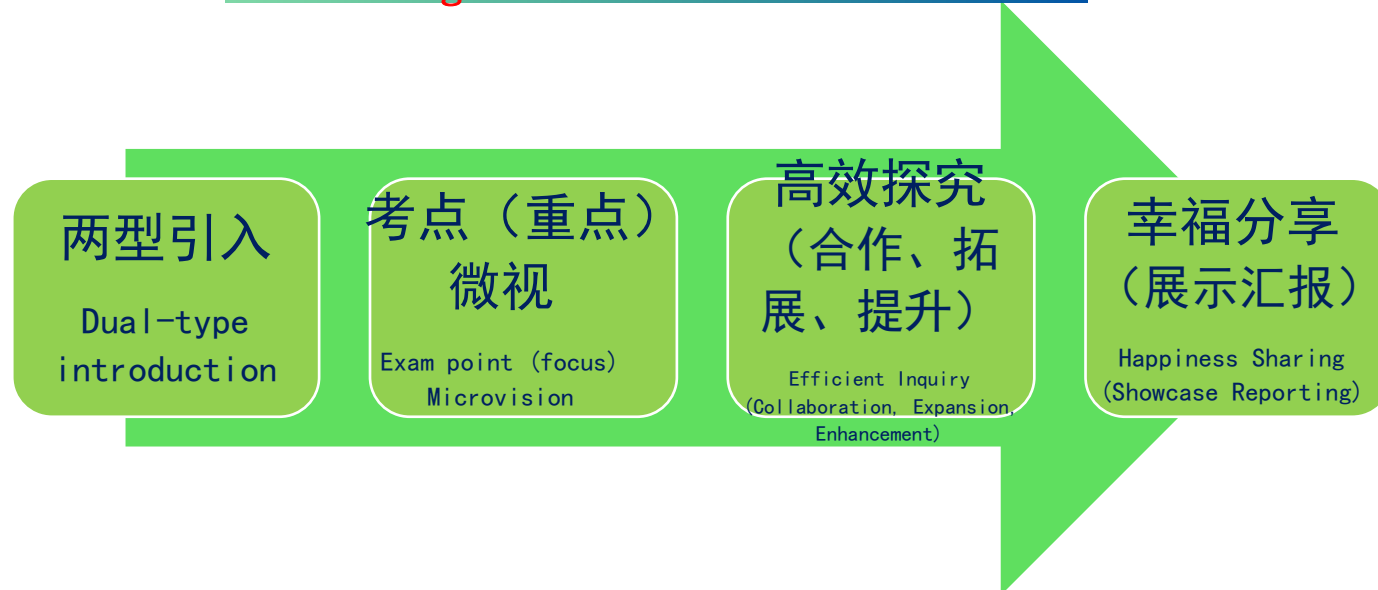 两型引入
Dual-type
introduction
考点（重点）
微视
Exam point (focus)
Microvision
高效探究
（合作、拓
展、提升）
Efficient Inquiry
(Collaboration, Expansion,
Enhancement)
幸福分享
（展示汇报）
Happiness Sharing
(Showcase Reporting)